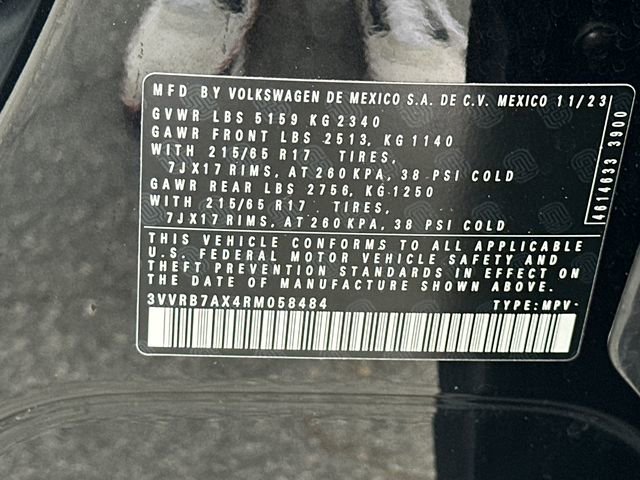 MFD BY VOLKSWAGEN DE MEXICO S.A. DE C.V. MEXICO 11/23
GVWR LBS 5159 KG 2340
GAWR FRONT LBS 2513, KG 1140
WITH 215/65 R17 TIRES,
7JX17 RIMS, AT 260 KPA, 38 PSI COLD
GAWR REAR LBS 2756, KG 1250
WITH 215/65 R17 TIRES,
7JX17 RIMS, AT 260 KPA, 38 PSI COLD
4614633 3900
THIS VEHICLE CONFORMS TO ALL APPLICABLE
U.S. FEDERAL MOTOR VEHICLE SAFETY AND
THEFT PREVENTION STANDARDS IN EFFECT ON
THE DATE OF MANUFACTURE SHOWN ABOVE.
3VVRB7AX4RM058484 TYPE: MPV-